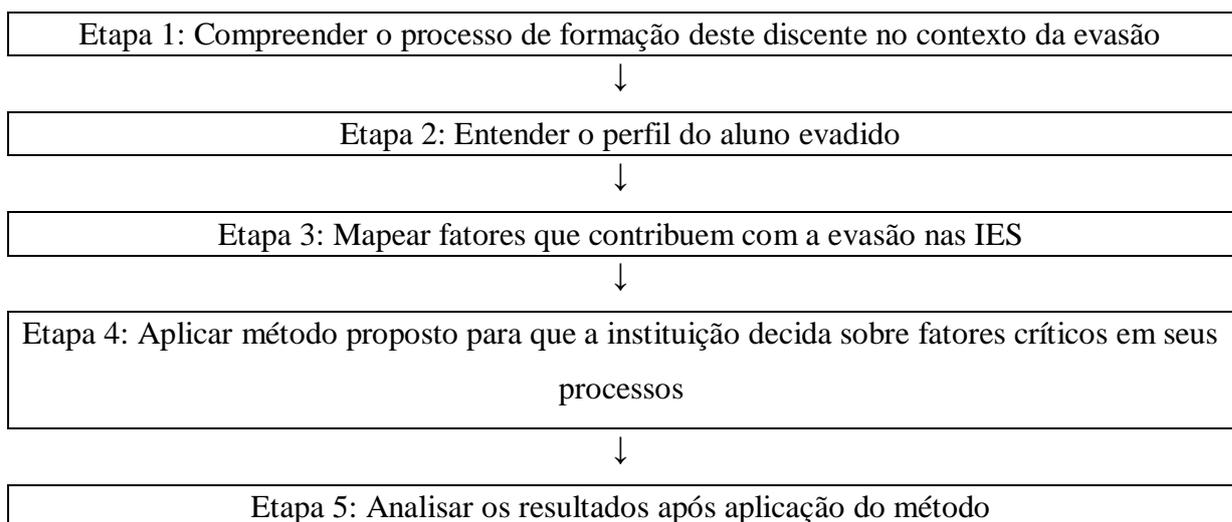 Etapa 1: Compreender o processo de formação deste discente no contexto da evasão
↓
Etapa 2: Entender o perfil do aluno evadido
↓
Etapa 3: Mapear fatores que contribuem com a evasão nas IES
↓
Etapa 4: Aplicar método proposto para que a instituição decida sobre fatores críticos em seus
processos
↓
Etapa 5: Analisar os resultados após aplicação do método